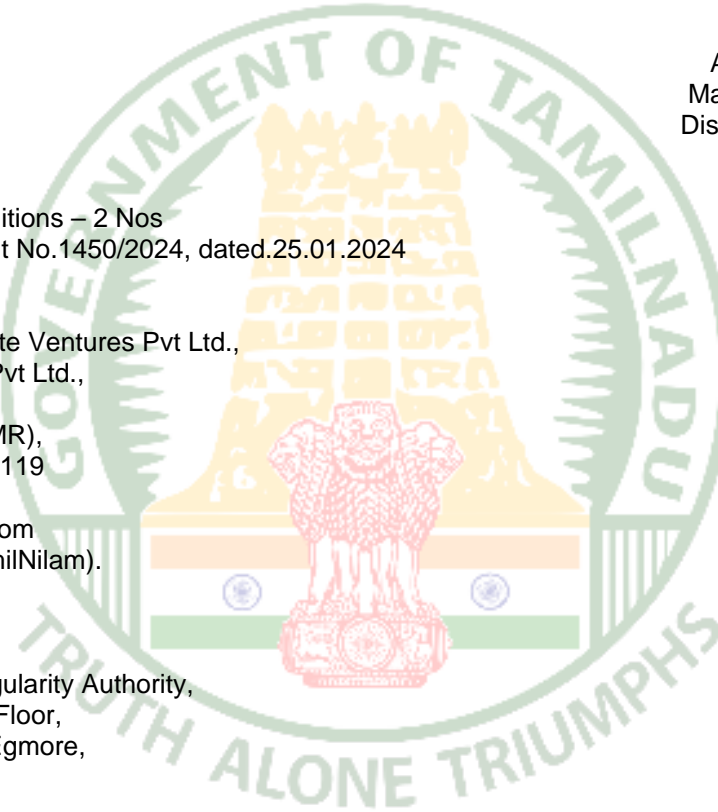 GOVERNMENT OF TAMILNADU
A
Ma
Dis
itions – 2 Nos
t No.1450/2024, dated.25.01.2024
te Ventures Pvt Ltd.,
Pvt Ltd.,
MR),
119
om
nilNilam).
gularity Authority,
Floor,
Egmore,
TRUTH ALONE TRIUMPHS